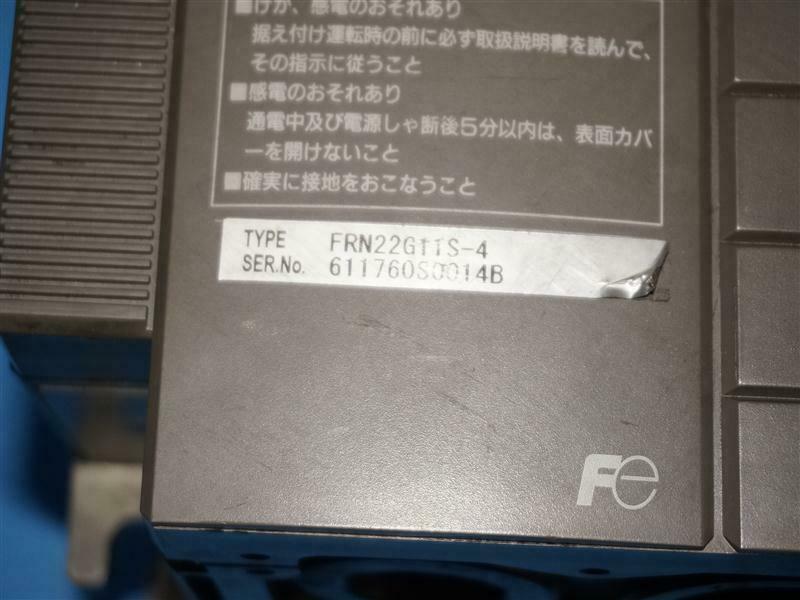 ■けが、感電のおそれあり
据え付け運転時の前に必ず取扱説明書を読んで、
その指示に従うこと
■感電のおそれあり
通電中及び電源しゃ断後5分以内は、表面カバ
ーを開けないこと
■確実に接地をおこなうこと
TYPE FRN22G11S-4
SER.No. 611760S0014B
Fe